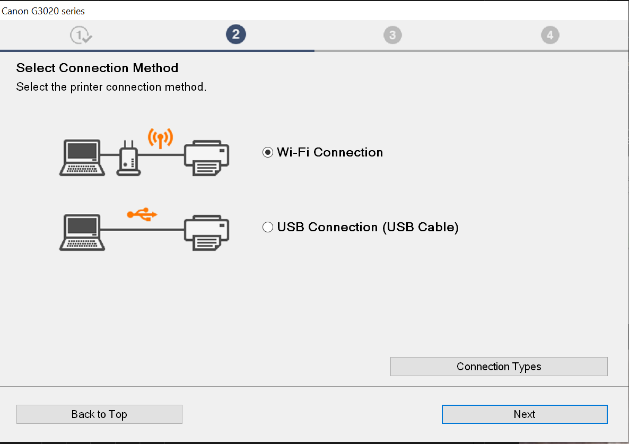 Canon G3020 series
1
2
3
4
Select Connection Method
Select the printer connection method.
Wi-Fi Connection
USB Connection (USB Cable)
Connection Types
Back to Top
Next